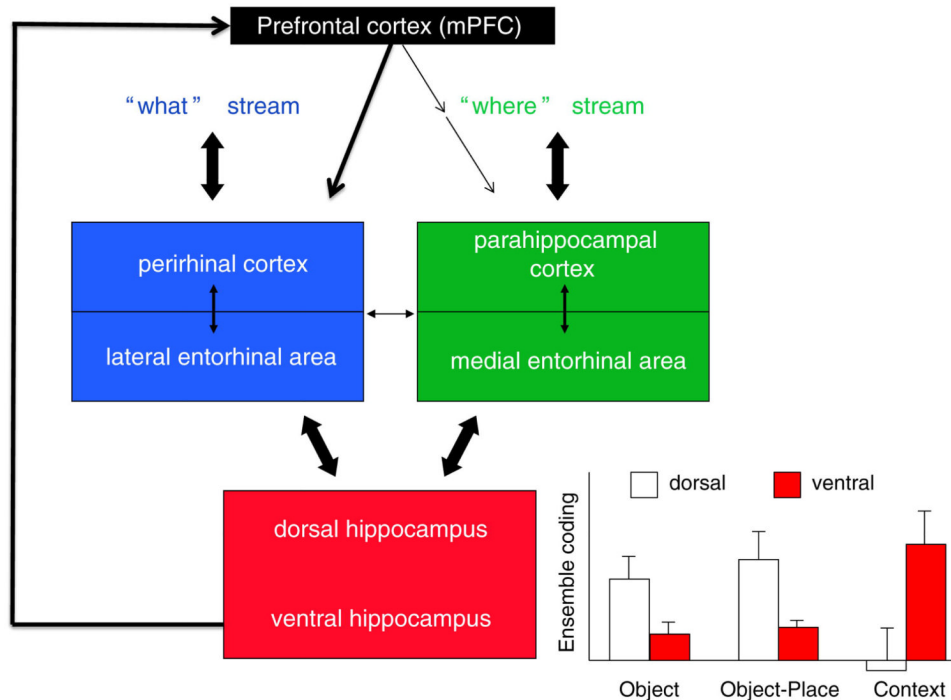 Prefrontal cortex (mPFC)
“what” stream
“where” stream
perirhinal cortex
lateral entorhinal area
parahippocampal
cortex
medial entorhinal area
dorsal hippocampus
ventral hippocampus
dorsal
ventral
Ensemble coding
Object
Object-Place
Context